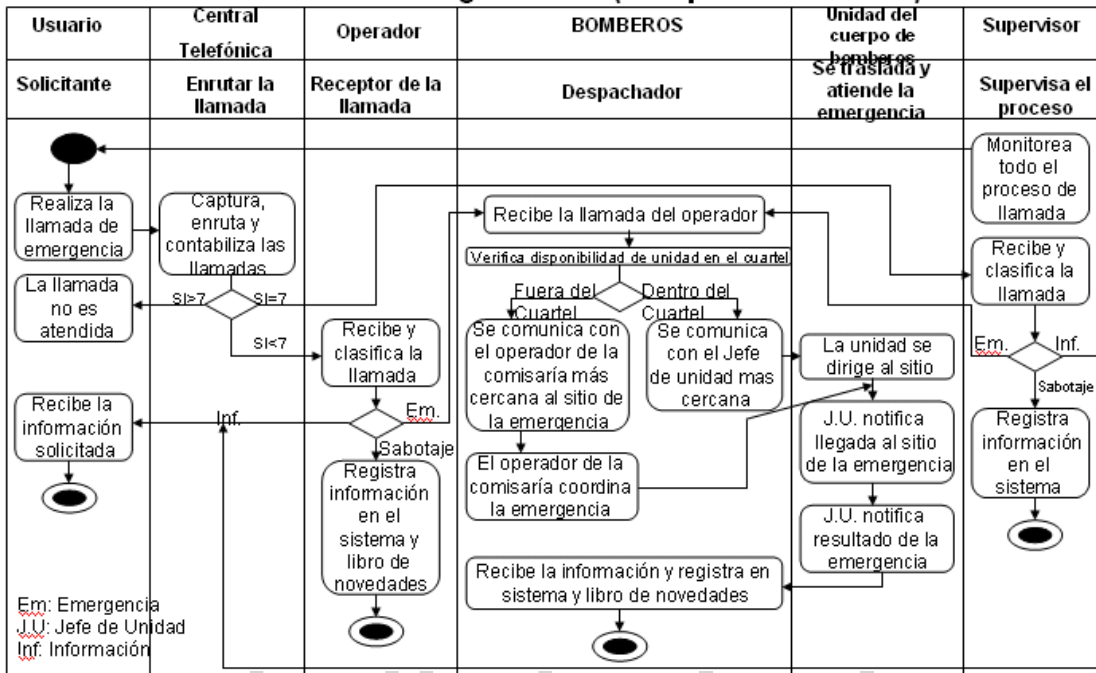 Usuario
Central
Telefónica
Operador
BOMBEROS
Unidad del
cuerpo de
bomberos
Supervisor
Solicitante
Enrutar la
llamada
Receptor de la
llamada
Despachador
Se traslada y
atiende la
emergencia
Supervisa el
proceso
Monitorea
todo el
proceso de
llamada
Realiza la
llamada de
emergencia
Captura,
enruta y
contabiliza las
llamadas
Recibe la llamada del operador
Verifica disponibilidad de unidad en el cuartel
Recibe y
clasifica la
llamada
La llamada
no es
atendida
SI>7
SI=7
SI<7
Fuera del
Cuartel
Dentro del
Cuartel
Recibe y
clasifica la
llamada
Se comunica con
el operador de la
comisaría más
cercana al sitio de
la emergencia
Se comunica
con el Jefe
de unidad mas
cercana
La unidad se
dirige al sitio
Em.
Inf.
Sabotaje
Recibe la
información
solicitada
Inf.
Em.
Sabotaje
J.U. notifica
llegada al sitio
de la emergencia
Registra
información
en el
sistema
Registra
información
en el
sistema y
libro de
novedades
El operador de la
comisaría coordina
la emergencia
J.U. notifica
resultado de la
emergencia
Recibe la información y registra en
sistema y libro de novedades
Em: Emergencia
J.U: Jefe de Unidad
Inf: Información